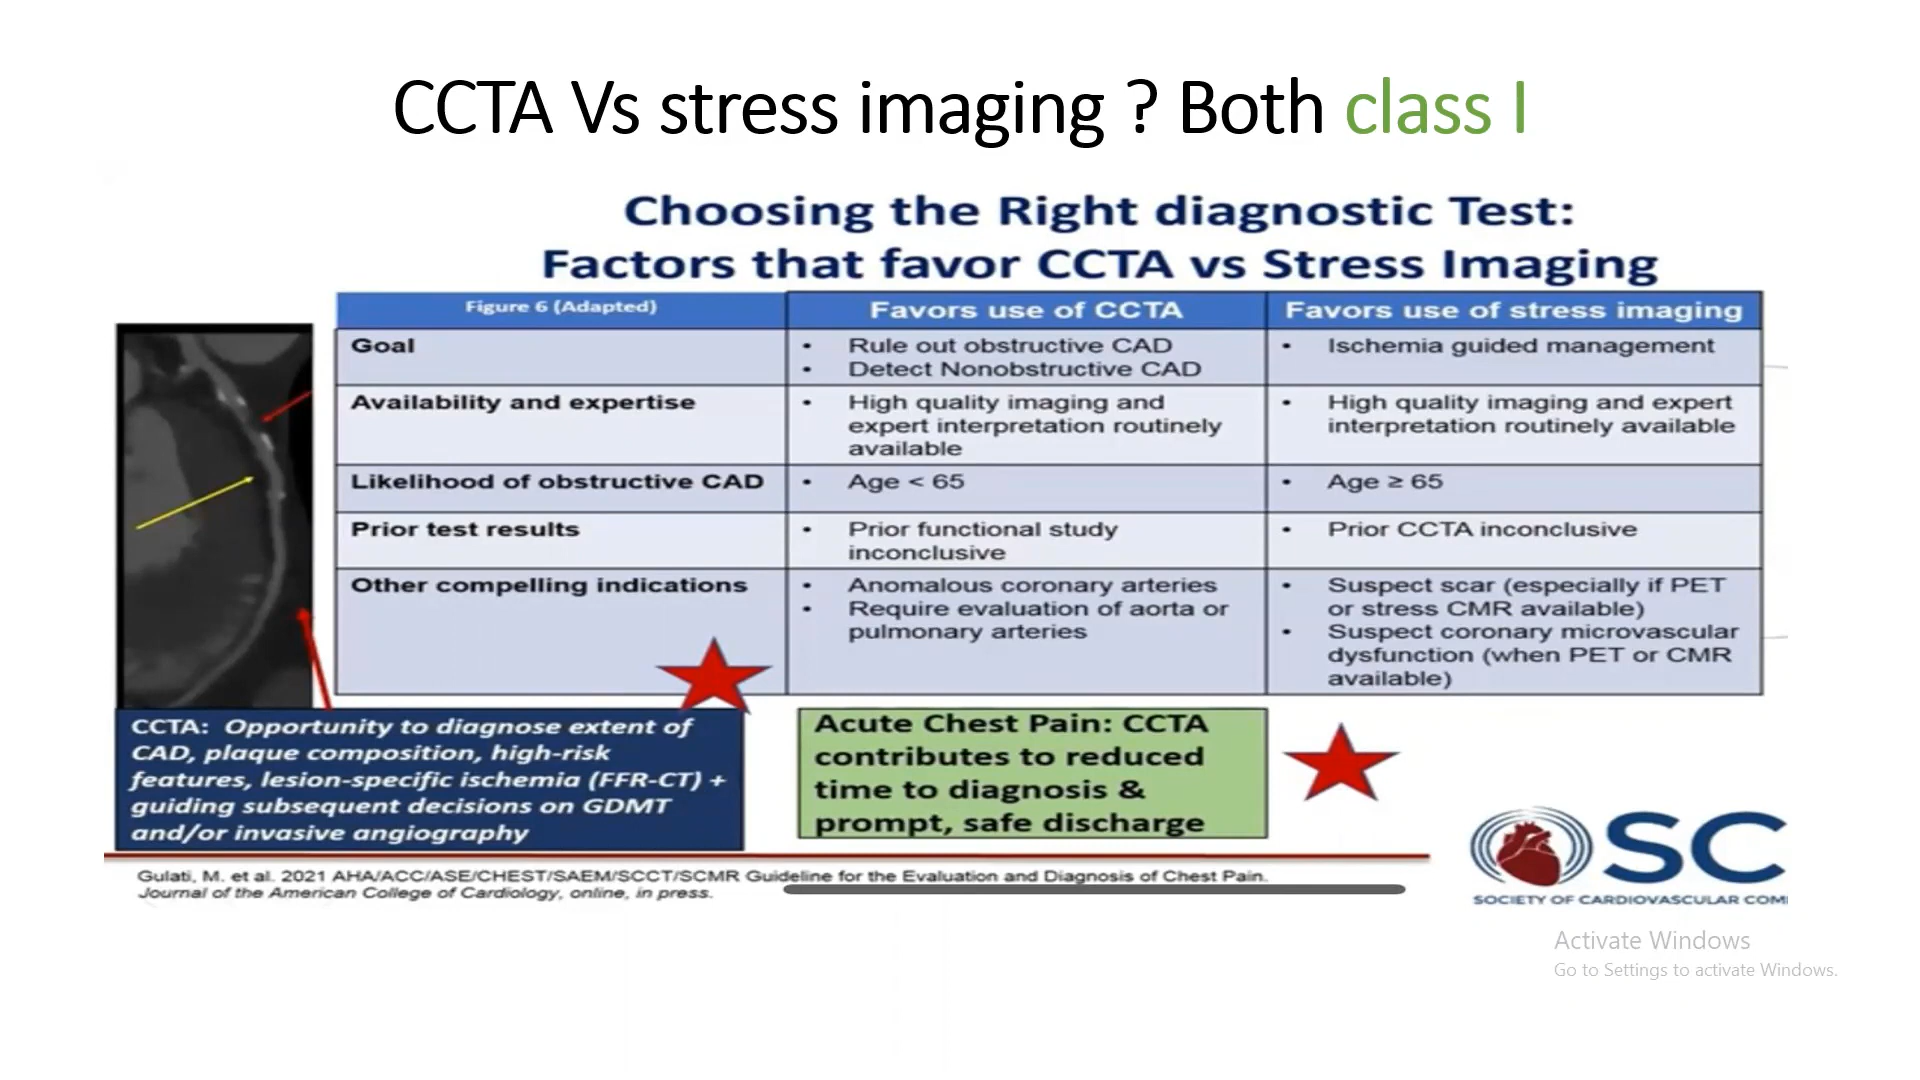 CCTA Vs stress imaging ? Both class I
Choosing the Right diagnostic Test:
Factors that favor CCTA vs Stress Imaging
Figure 6 (Adapted)
Favors use of CCTA
Favors use of stress imaging
Goal
• Rule out obstructive CAD
• Detect Nonobstructive CAD
• Ischemia guided management
Availability and expertise
• High quality imaging and
expert interpretation routinely
available
• High quality imaging and expert
interpretation routinely available
Likelihood of obstructive CAD
• Age < 65
• Age ≥ 65
Prior test results
• Prior functional study
inconclusive
• Prior CCTA inconclusive
Other compelling indications
• Anomalous coronary arteries
• Require evaluation of aorta or
pulmonary arteries
• Suspect scar (especially if PET
or stress CMR available)
• Suspect coronary microvascular
dysfunction (when PET or CMR
available)
CCTA: Opportunity to diagnose extent of
CAD, plaque composition, high-risk
features, lesion-specific ischemia (FFR-CT) +
guiding subsequent decisions on GDMT
and/or invasive angiography
Acute Chest Pain: CCTA
contributes to reduced
time to diagnosis &
prompt, safe discharge
Gulati, M. et al. 2021 AHA/ACC/ASE/CHEST/SAEM/SCCT/SCMR Guideline for the Evaluation and Diagnosis of Chest Pain.
Journal of the American College of Cardiology, online, in press.
SC
SOCIETY OF CARDIOVASCULAR COM
Activate Windows
Go to Settings to activate Windows.